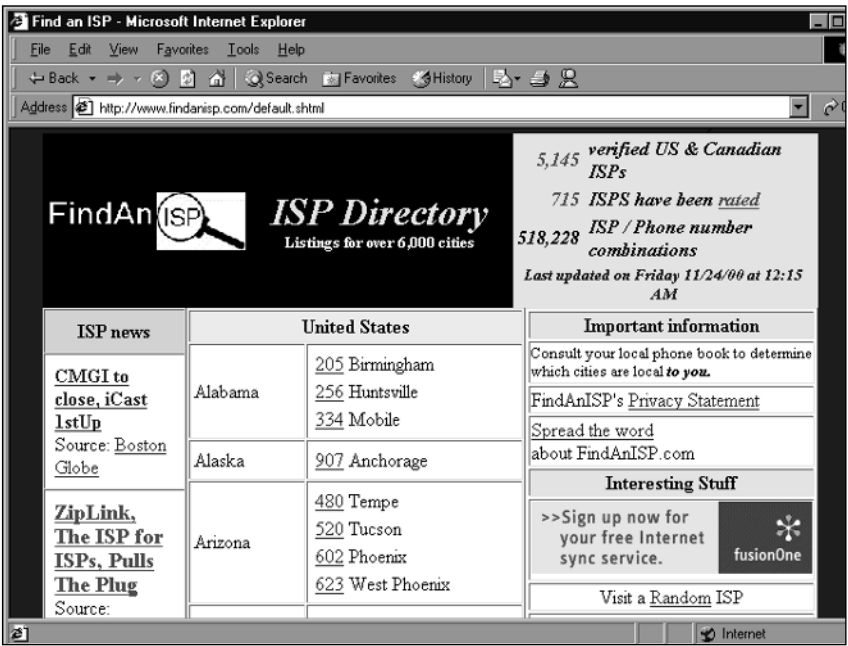 Find an ISP - Microsoft Internet Explorer
File Edit View Favorites Tools Help
Back Search Favorites History
Address http://www.findanisp.com/default.shtml
FindAn ISP
ISP Directory
Listings for over 6,000 cities
5,145 verified US & Canadian
ISPs
715 ISPS have been rated
518,228 ISP / Phone number
combinations
Last updated on Friday 11/24/00 at 12:15
AM
ISP news
CMGI to
close, iCast
1stUp
Source: Boston
Globe
ZipLink,
The ISP for
ISPs, Pulls
The Plug
Source:
United States
Alabama
205 Birmingham
256 Huntsville
334 Mobile
Alaska
907 Anchorage
Arizona
480 Tempe
520 Tucson
602 Phoenix
623 West Phoenix
Important information
Consult your local phone book to determine
which cities are local to you.
FindAnISP's Privacy Statement
Spread the word
about FindAnISP.com
Interesting Stuff
>>Sign up now for
your free Internet
sync service.
fusionOne
Visit a Random ISP
Internet